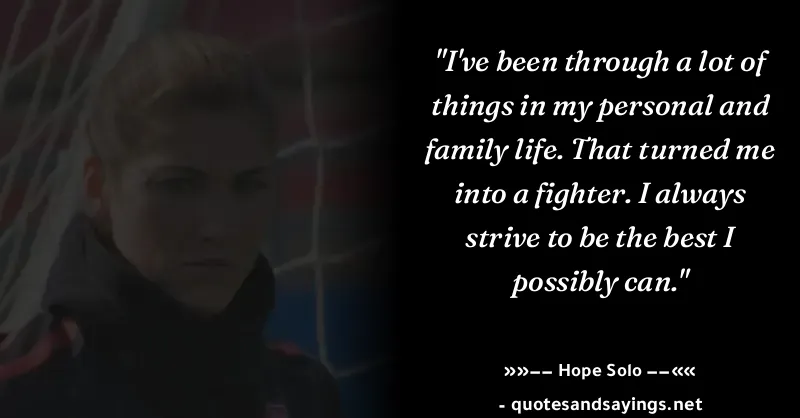 "I've been through a lot of
things in my personal and
family life. That turned me
into a fighter. I always
strive to be the best I
possibly can."
»»−− Hope Solo −−««
- quotesandsayings.net